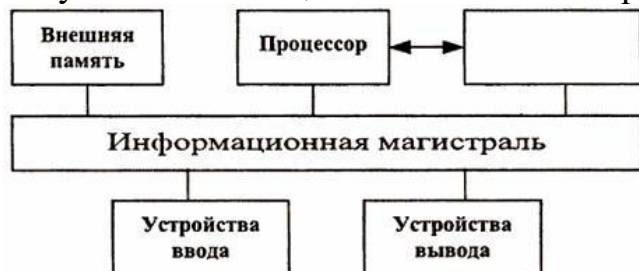 Внешняя
память
Процессор
Информационная магистраль
Устройства
ввода
Устройства
вывода